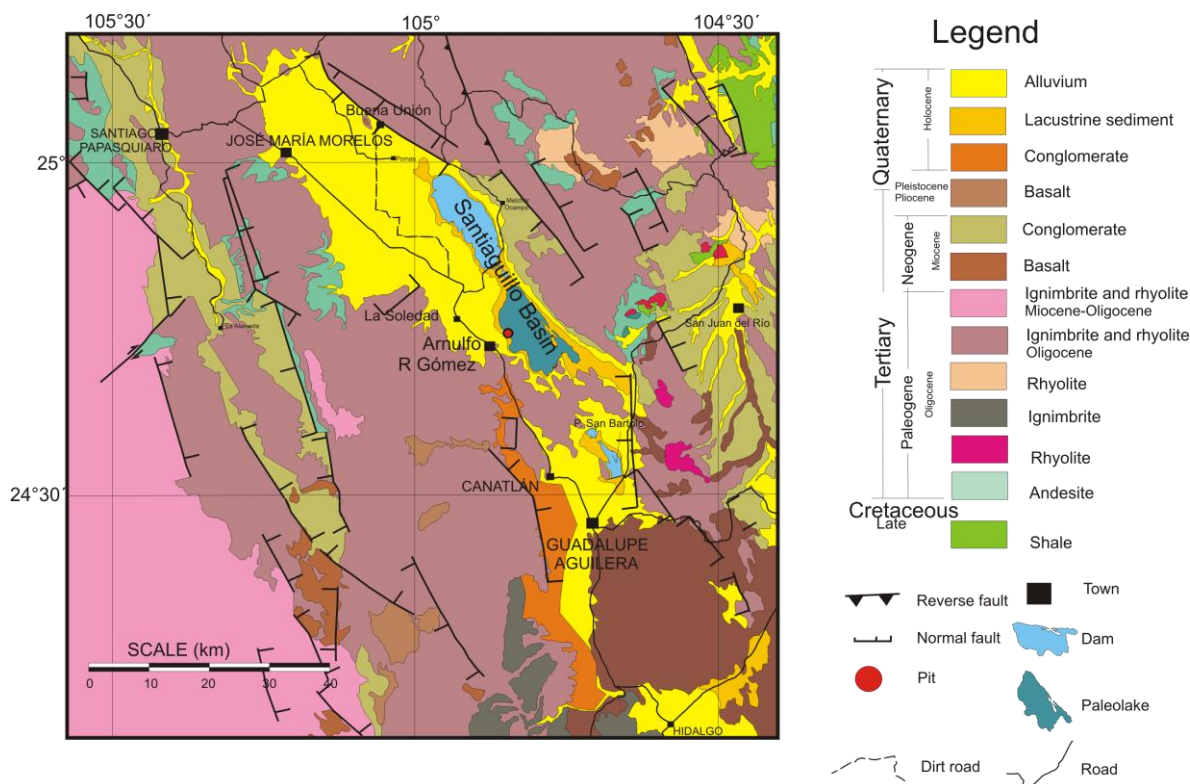 105°30´
105°
104°30´
25°
24°30´
SANTIAGO
PAPASQUIARO
JOSÉ MARÍA MORELOS
Buena Unión
Melchor
Ocampo
Santiaguillo Basin
La Soledad
Arnulfo
R Gómez
San Juan del Río
P. San Bartolo
CANATLÁN
GUADALUPE
AGUILERA
HIDALGO
SCALE (km)
0 10 20 30 40
Legend
Quaternary
Holocene
Pleistocene
Pliocene
Tertiary
Neogene
Miocene
Paleogene
Oligocene
Cretaceous
Late
Alluvium
Lacustrine sediment
Conglomerate
Basalt
Conglomerate
Basalt
Ignimbrite and rhyolite
Miocene-Oligocene
Ignimbrite and rhyolite
Oligocene
Rhyolite
Ignimbrite
Rhyolite
Andesite
Shale
Reverse fault
Town
Normal fault
Dam
Pit
Paleolake
Dirt road
Road